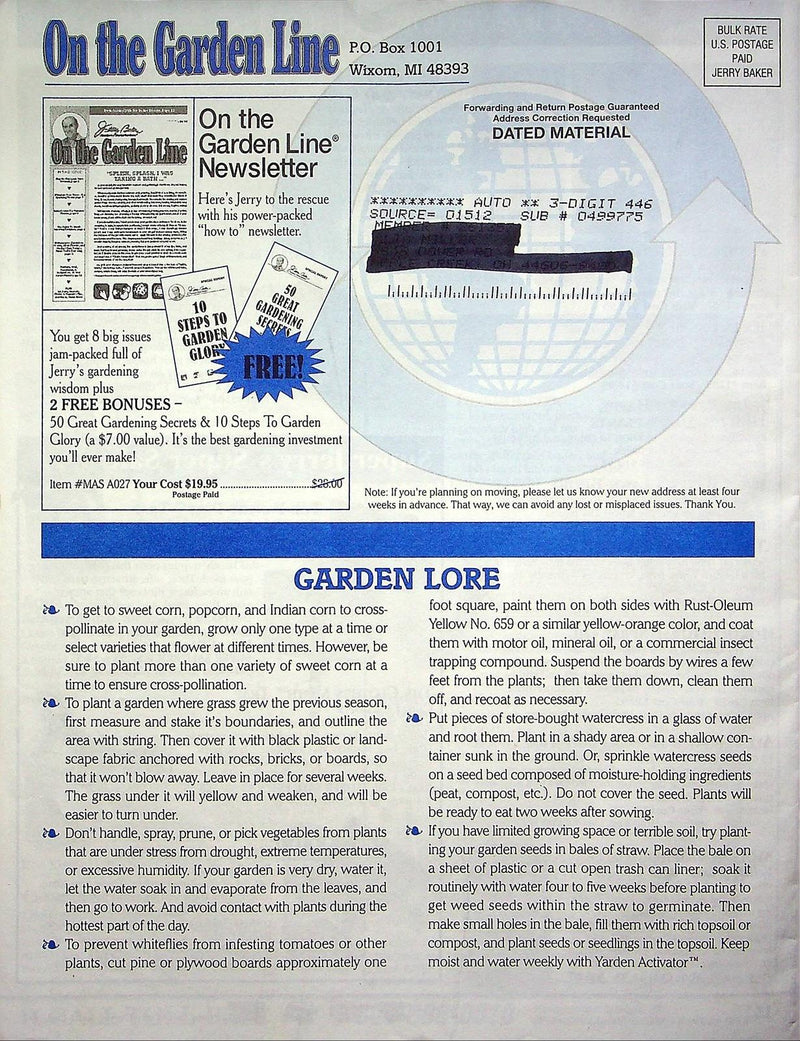 On the Garden Line
P.O. Box 1001
Wixom, MI 48393
BULK RATE
U.S. POSTAGE
PAID
JERRY BAKER
On the Garden Line
"SPLISH, SPLASH, I WAS
TAKING A BATH ..."
On the
Garden Line®
Newsletter
Here's Jerry to the rescue
with his power-packed
"how to" newsletter.
SPECIAL REPORT
10
STEPS TO
GARDEN
GLORY
SPECIAL REPORT
50
GREAT
GARDENING
SECRETS
FREE!
You get 8 big issues
jam-packed full of
Jerry's gardening
wisdom plus
2 FREE BONUSES –
50 Great Gardening Secrets & 10 Steps To Garden
Glory (a $7.00 value). It's the best gardening investment
you'll ever make!
Item #MAS A027 Your Cost $19.95 ................................ $28.00
Postage Paid
Forwarding and Return Postage Guaranteed
Address Correction Requested
DATED MATERIAL
********** AUTO ** 3-DIGIT 446
SOURCE= 01512 SUB # 0499775
Note: If you're planning on moving, please let us know your new address at least four
weeks in advance. That way, we can avoid any lost or misplaced issues. Thank You.
GARDEN LORE
To get to sweet corn, popcorn, and Indian corn to cross-
pollinate in your garden, grow only one type at a time or
select varieties that flower at different times. However, be
sure to plant more than one variety of sweet corn at a
time to ensure cross-pollination.
To plant a garden where grass grew the previous season,
first measure and stake it's boundaries, and outline the
area with string. Then cover it with black plastic or land-
scape fabric anchored with rocks, bricks, or boards, so
that it won't blow away. Leave in place for several weeks.
The grass under it will yellow and weaken, and will be
easier to turn under.
Don't handle, spray, prune, or pick vegetables from plants
that are under stress from drought, extreme temperatures,
or excessive humidity. If your garden is very dry, water it,
let the water soak in and evaporate from the leaves, and
then go to work. And avoid contact with plants during the
hottest part of the day.
To prevent whiteflies from infesting tomatoes or other
plants, cut pine or plywood boards approximately one
foot square, paint them on both sides with Rust-Oleum
Yellow No. 659 or a similar yellow-orange color, and coat
them with motor oil, mineral oil, or a commercial insect
trapping compound. Suspend the boards by wires a few
feet from the plants; then take them down, clean them
off, and recoat as necessary.
Put pieces of store-bought watercress in a glass of water
and root them. Plant in a shady area or in a shallow con-
tainer sunk in the ground. Or, sprinkle watercress seeds
on a seed bed composed of moisture-holding ingredients
(peat, compost, etc.). Do not cover the seed. Plants will
be ready to eat two weeks after sowing.
If you have limited growing space or terrible soil, try plant-
ing your garden seeds in bales of straw. Place the bale on
a sheet of plastic or a cut open trash can liner; soak it
routinely with water four to five weeks before planting to
get weed seeds within the straw to germinate. Then
make small holes in the bale, fill them with rich topsoil or
compost, and plant seeds or seedlings in the topsoil. Keep
moist and water weekly with Yarden Activator™.